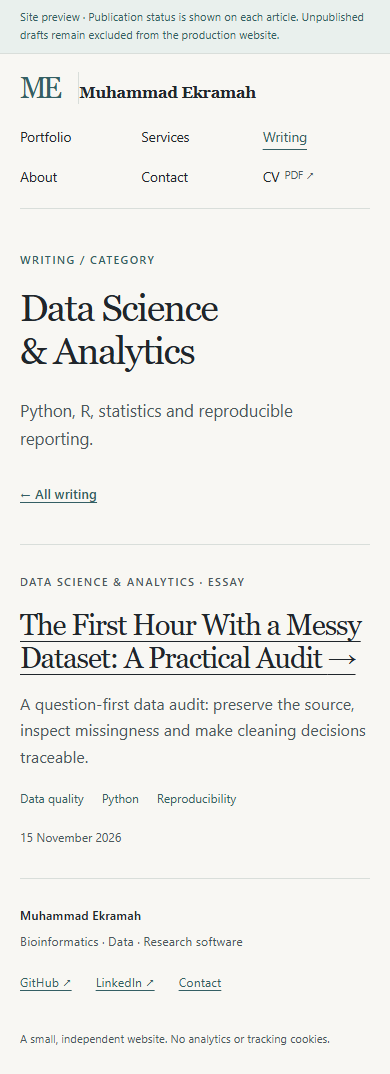 Site preview · Publication status is shown on each article. Unpublished
drafts remain excluded from the production website.
ME
Muhammad Ekramah
Portfolio Services Writing
About Contact CV PDF ↗
WRITING / CATEGORY
Data Science
& Analytics
Python, R, statistics and reproducible
reporting.
← All writing
DATA SCIENCE & ANALYTICS · ESSAY
The First Hour With a Messy
Dataset: A Practical Audit →
A question-first data audit: preserve the source,
inspect missingness and make cleaning decisions
traceable.
Data quality Python Reproducibility
15 November 2026
Muhammad Ekramah
Bioinformatics · Data · Research software
GitHub ↗ LinkedIn ↗ Contact
A small, independent website. No analytics or tracking cookies.